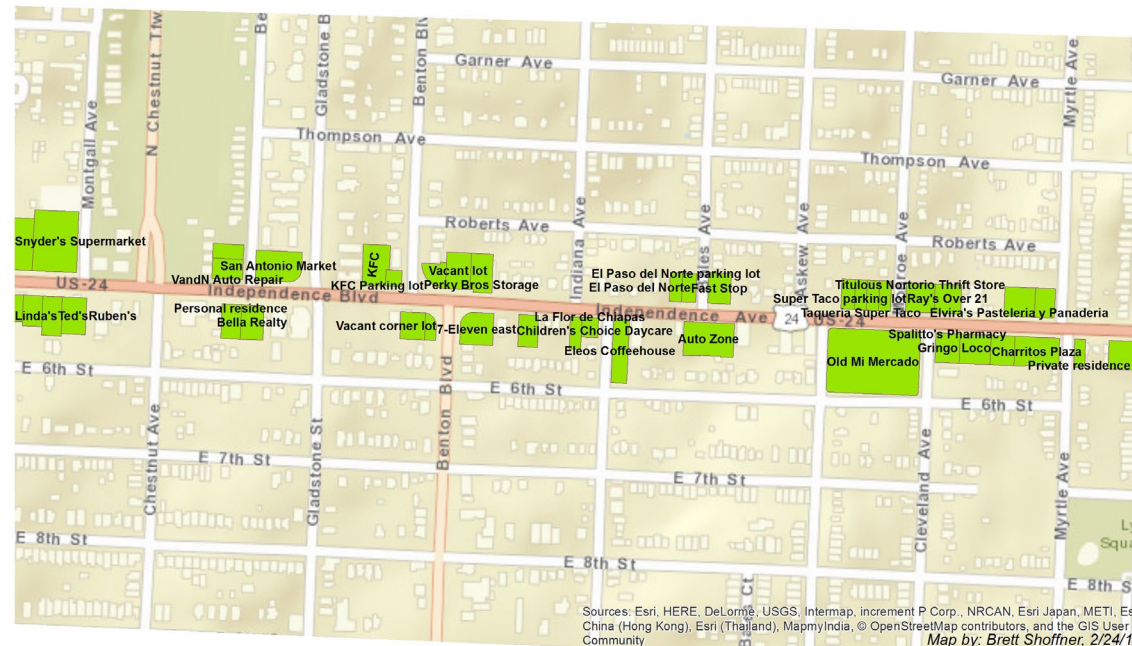 Garner Ave
Garner Ave
Myrtle Ave
Benton Blv
Gladstone B
Be
N Chestnut Tfw
Montgall Ave
Thompson Ave
Thompson Ave
Roberts Ave
Roberts Ave
Indiana Ave
Askew Ave
Snyder's Supermarket
San Antonio Market
VandN Auto Repair
KFC
KFC Parking lot
Vacant lot
Perky Bros Storage
El Paso del Norte parking lot
El Paso del Norte
Fast Stop
Titulous Nortorio Thrift Store
Super Taco parking lot
Ray's Over 21
Taqueria Super Taco
Elvira's Pasteleria y Panaderia
US-24
Independence Blvd
Independence Ave
24
US-24
Linda's
Ted's
Ruben's
Personal residence
Bella Realty
Vacant corner lot
7-Eleven east
La Flor de Chiapas
Children's Choice Daycare
Eleos Coffeehouse
Auto Zone
Old Mi Mercado
Spalitto's Pharmacy
Gringo Loco
Charritos Plaza
Private residence
E 6th St
E 6th St
E 6th St
E 7th St
E 7th St
Chestnut Ave
Gladstone St
Benton Blvd
Cleveland Ave
Myrtle Ave
E 8th St
E 8th St
E 8th S
Ly
Squa
Sources: Esri, HERE, DeLorme, USGS, Intermap, increment P Corp., NRCAN, Esri Japan, METI, Es
China (Hong Kong), Esri (Thailand), MapmyIndia, © OpenStreetMap contributors, and the GIS User
Community
Map by: Brett Shoffner, 2/24/1